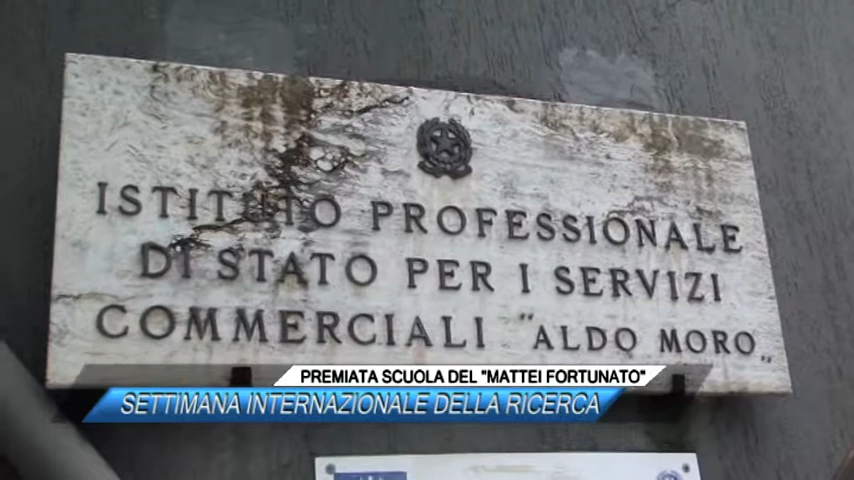 ISTITUTO PROFESSIONALE
DI STATO PER I SERVIZI
COMMERCIALI "ALDO MORO"
PREMIATA SCUOLA DEL "MATTEI FORTUNATO"
SETTIMANA INTERNAZIONALE DELLA RICERCA